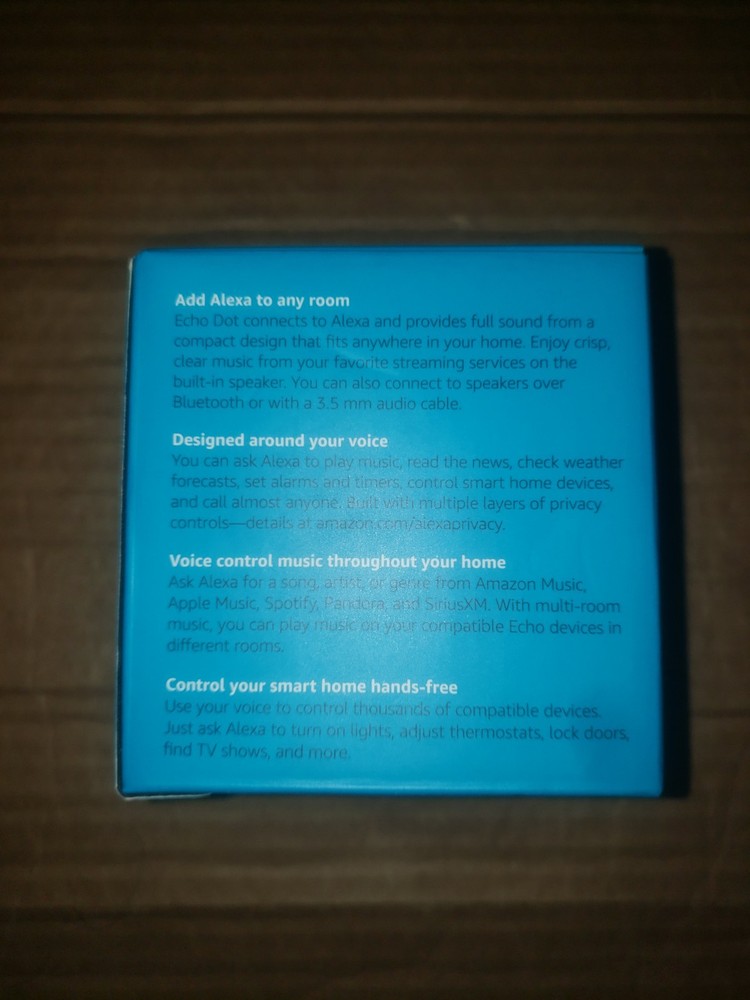 Add Alexa to any room
Echo Dot connects to Alexa and provides full sound from a
compact design that fits anywhere in your home. Enjoy crisp,
clear music from your favorite streaming services on the
built-in speaker. You can also connect to speakers over
Bluetooth or with a 3.5 mm audio cable.
Designed around your voice
You can ask Alexa to play music, read the news, check weather
forecasts, set alarms and timers, control smart home devices,
and call almost anyone. Built with multiple layers of privacy
controls—details at amazon.com/alexaprivacy.
Voice control music throughout your home
Ask Alexa for a song, artist, or genre from Amazon Music,
Apple Music, Spotify, Pandora, and SiriusXM. With multi-room
music, you can play music on your compatible Echo devices in
different rooms.
Control your smart home hands-free
Use your voice to control thousands of compatible devices.
Just ask Alexa to turn on lights, adjust thermostats, lock doors,
find TV shows, and more.